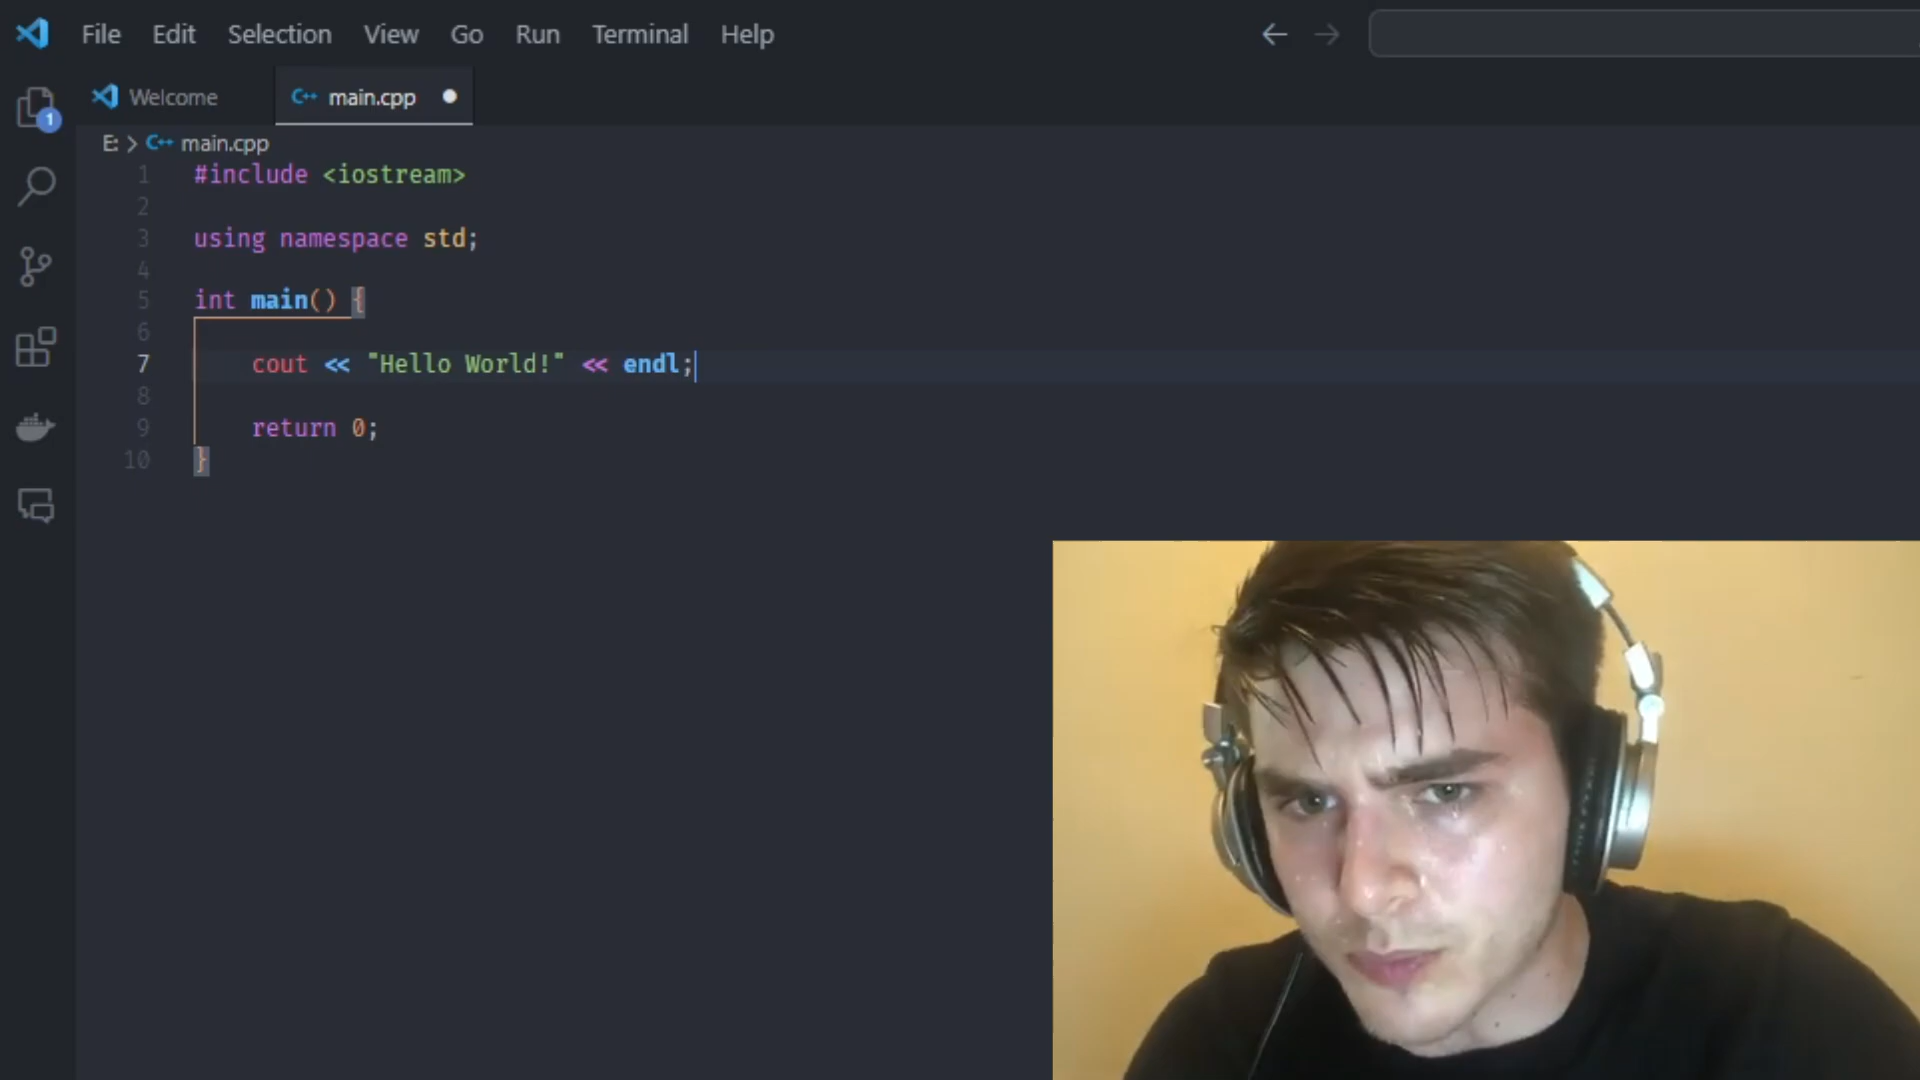 File Edit Selection View Go Run Terminal Help
Welcome C++ main.cpp
1
E: > C++ main.cpp
1 #include <iostream>
2
3 using namespace std;
4
5 int main() {
6
7 cout << "Hello World!" << endl;
8
9 return 0;
10 }